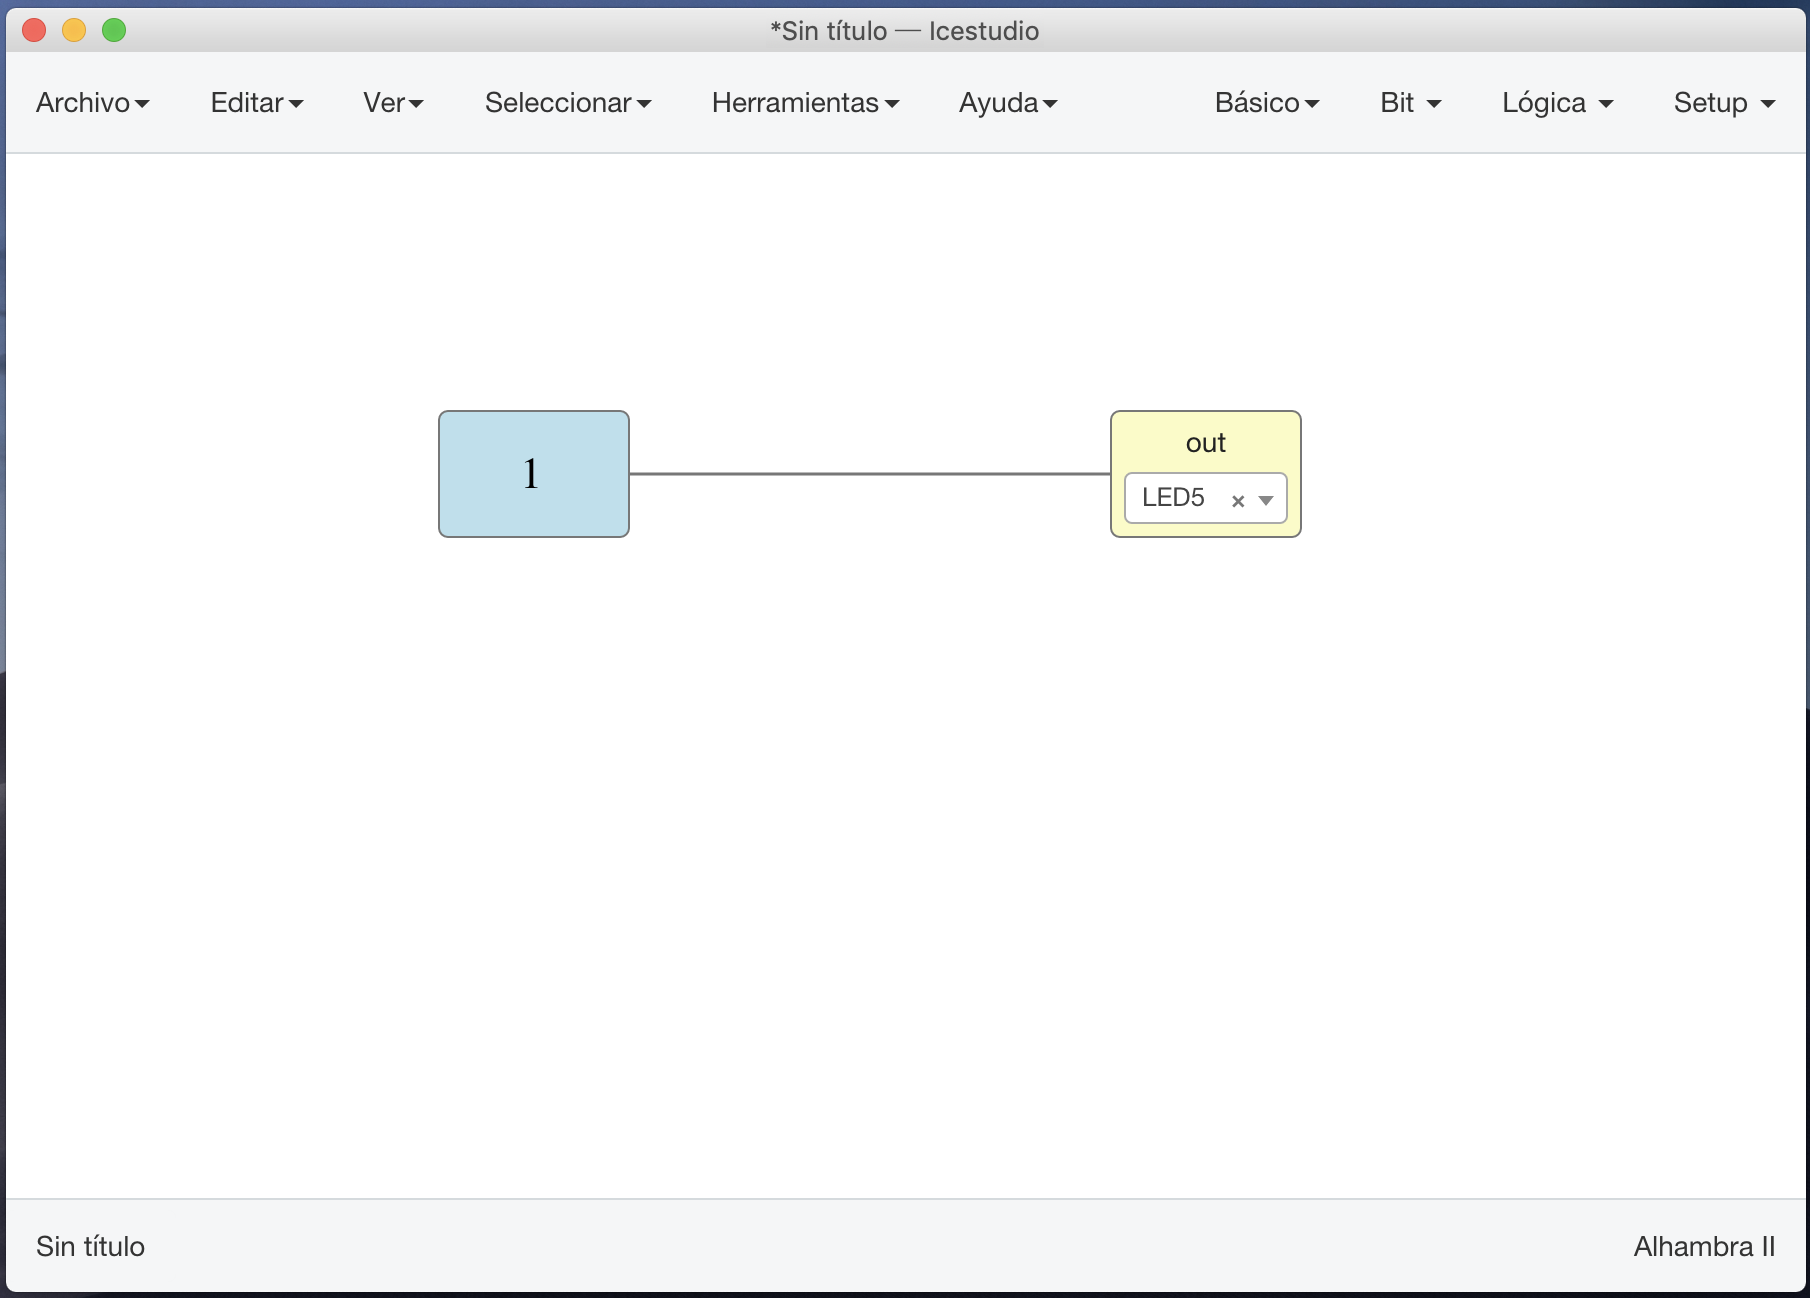 *Sin título — Icestudio
Archivo Editar Ver Seleccionar Herramientas Ayuda Básico Bit Lógica Setup
1
out
LED5
Sin título
Alhambra II